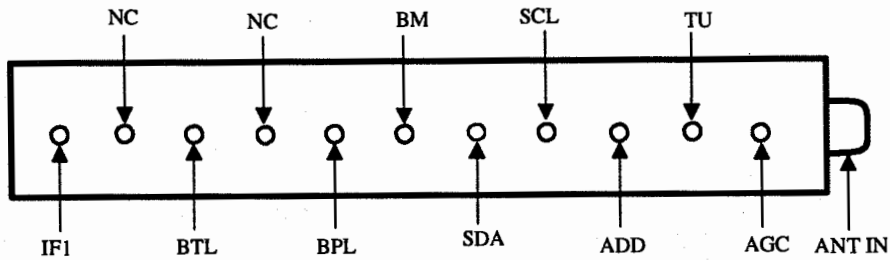 NC NC BM SCL TU
IF1 BTL BPL SDA ADD AGC ANT IN